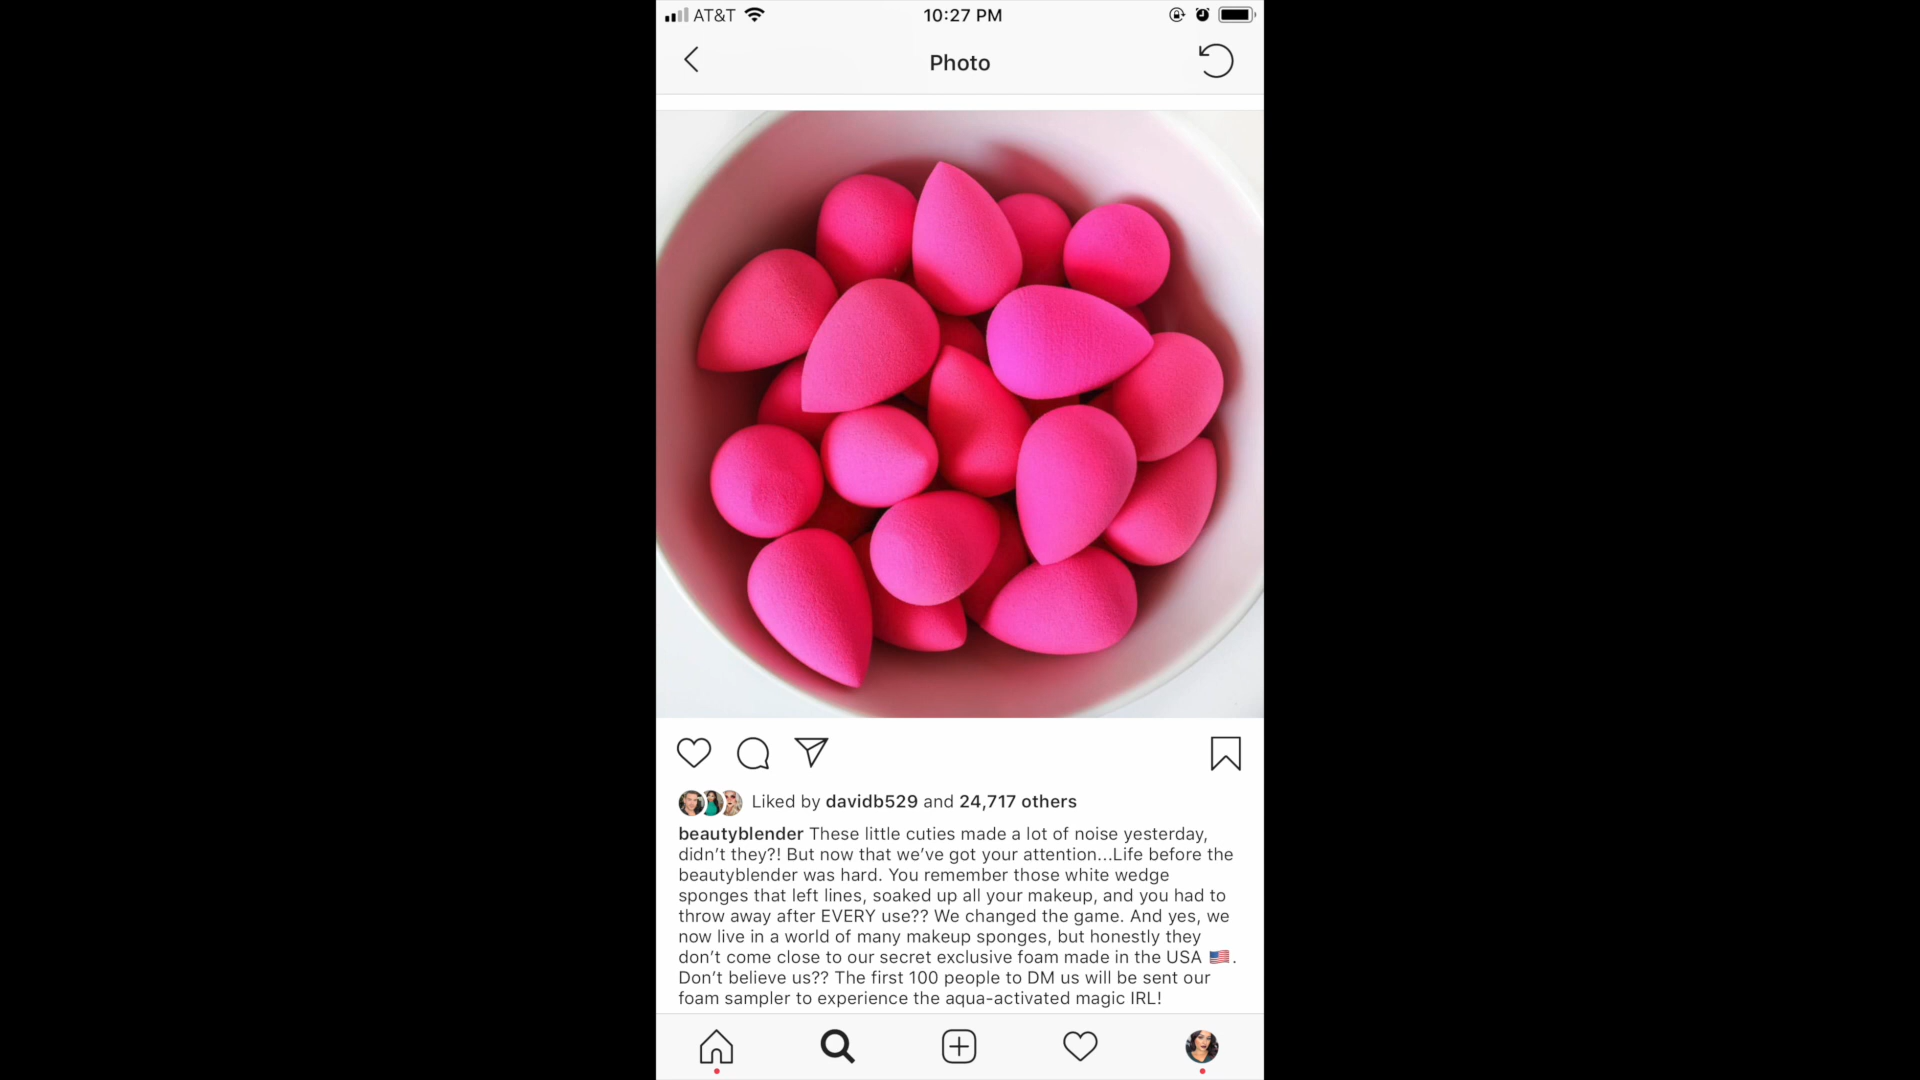 AT&T 10:27 PM
Photo
Liked by davidb529 and 24,717 others
beautyblender These little cuties made a lot of noise yesterday,
didn’t they?! But now that we’ve got your attention...Life before the
beautyblender was hard. You remember those white wedge
sponges that left lines, soaked up all your makeup, and you had to
throw away after EVERY use?? We changed the game. And yes, we
now live in a world of many makeup sponges, but honestly they
don’t come close to our secret exclusive foam made in the USA 🇺🇸.
Don’t believe us?? The first 100 people to DM us will be sent our
foam sampler to experience the aqua-activated magic IRL!